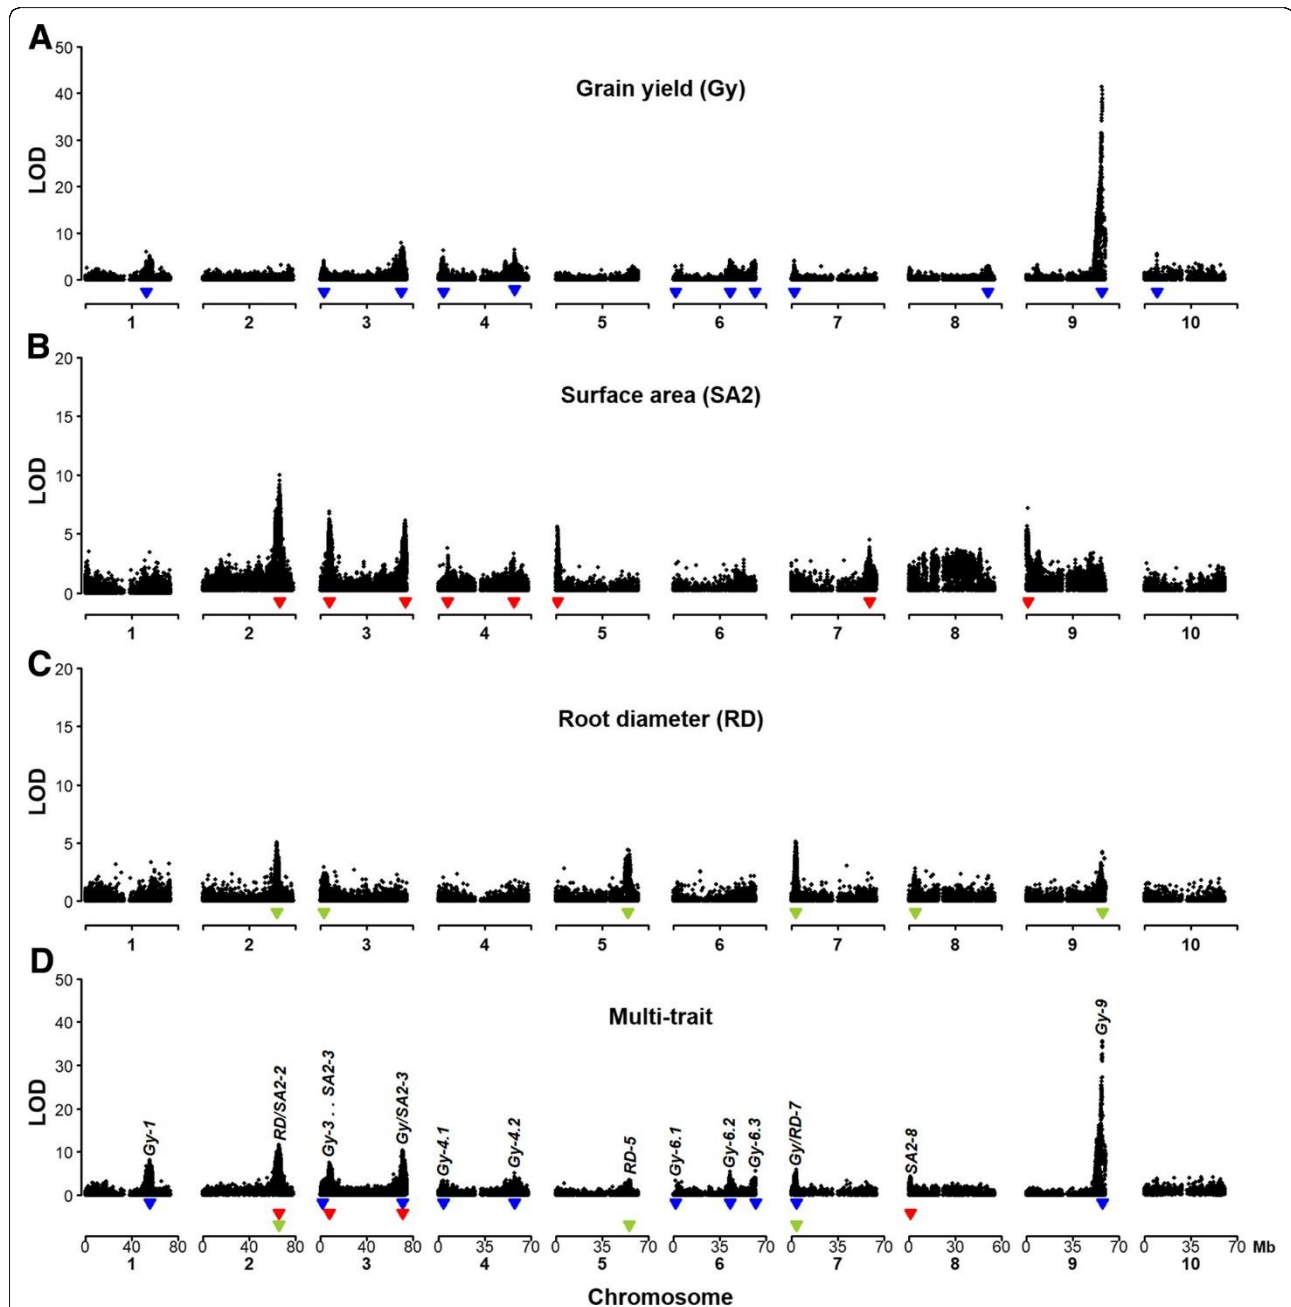 A
50
40
30
20
10
0
LOD
Grain yield (Gy)
1 2 3 4 5 6 7 8 9 10
B
20
15
10
5
0
LOD
Surface area (SA2)
1 2 3 4 5 6 7 8 9 10
C
20
15
10
5
0
LOD
Root diameter (RD)
1 2 3 4 5 6 7 8 9 10
D
50
40
30
20
10
0
LOD
Multi-trait
Gy-1
RD/SA2-2
Gy-3 . . SA2-3
Gy/SA2-3
Gy-4.1
Gy-4.2
RD-5
Gy-6.1
Gy-6.2
Gy-6.3
Gy/RD-7
SA2-8
Gy-9
0 40 80 0 40 80 0 40 80 0 35 70 0 35 70 0 35 70 0 35 70 0 30 60 0 35 70 0 35 70 Mb
1 2 3 4 5 6 7 8 9 10
Chromosome